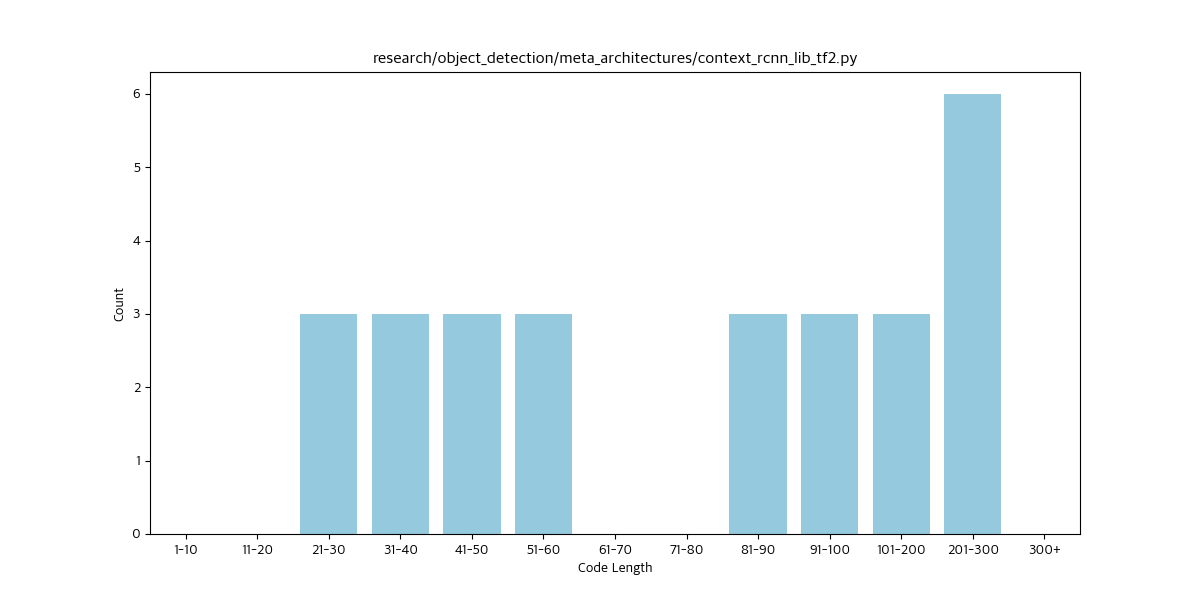 research/object_detection/meta_architectures/context_rcnn_lib_tf2.py
6
5
4
3
2
1
0
Count
1-10 11-20 21-30 31-40 41-50 51-60 61-70 71-80 81-90 91-100 101-200 201-300 300+
Code Length